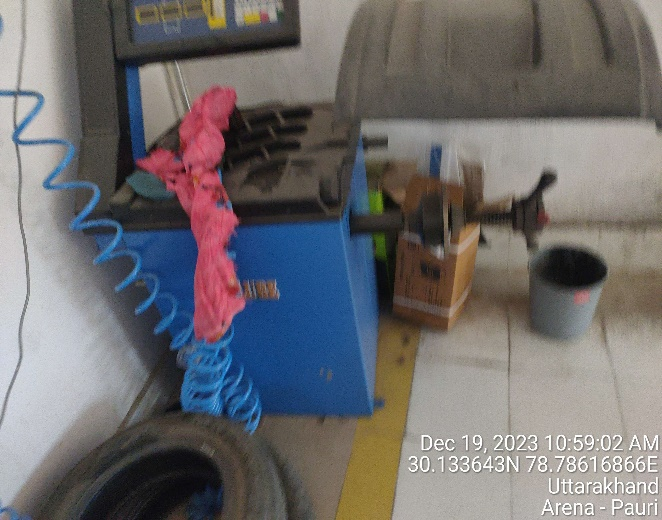 Dec 19, 2023 10:59:02 AM
30.133643N 78.78616866E
Uttarakhand
Arena - Pauri